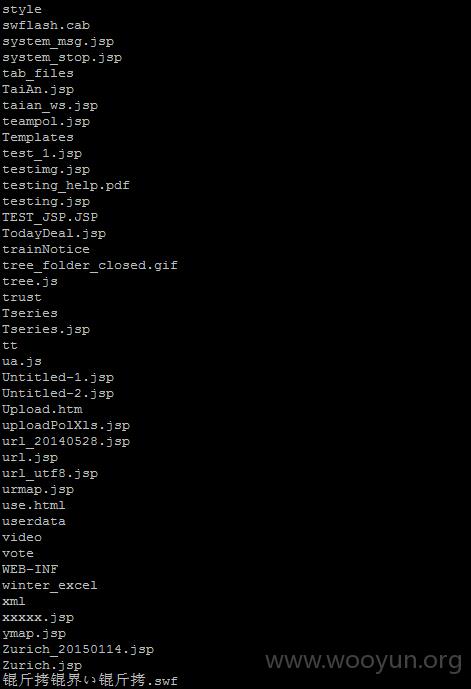 style
swflash.cab
system_msg.jsp
system_stop.jsp
tab_files
TaiAn.jsp
taian_ws.jsp
teampol.jsp
Templates
test_1.jsp
testimg.jsp
testing_help.pdf
testing.jsp
TEST_JSP.JSP
TodayDeal.jsp
trainNotice
tree_folder_closed.gif
tree.js
trust
Tseries
Tseries.jsp
tt
ua.js
Untitled-1.jsp
Untitled-2.jsp
Upload.htm
uploadPolXls.jsp
url_20140528.jsp
url.jsp
url_utf8.jsp
urmap.jsp
use.html
userdata
video
vote
WEB-INF
winter_excel
xml
xxxxx.jsp
ymap.jsp
Zurich_20150114.jsp
Zurich.jsp
锟斤拷锟界い锟斤拷.swf
www.wooyun.org